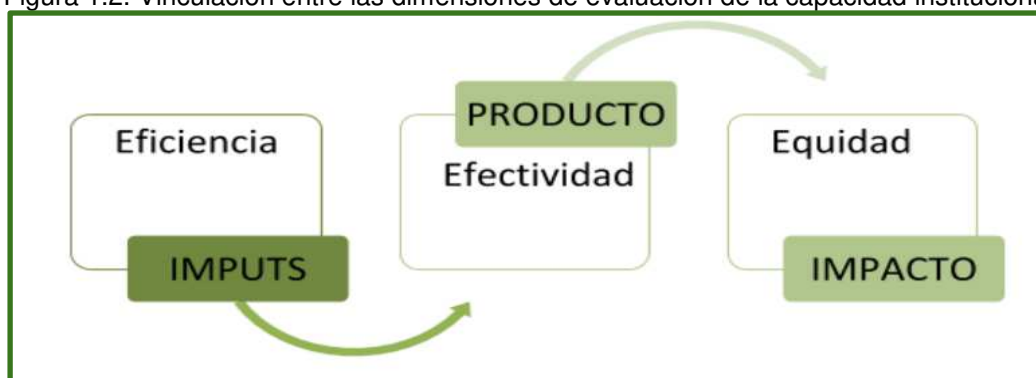 Figura 1.2. Vinculación entre las dimensiones de evaluación de la capacidad institucional
Eficiencia
IMPUTS
PRODUCTO
Efectividad
Equidad
IMPACTO